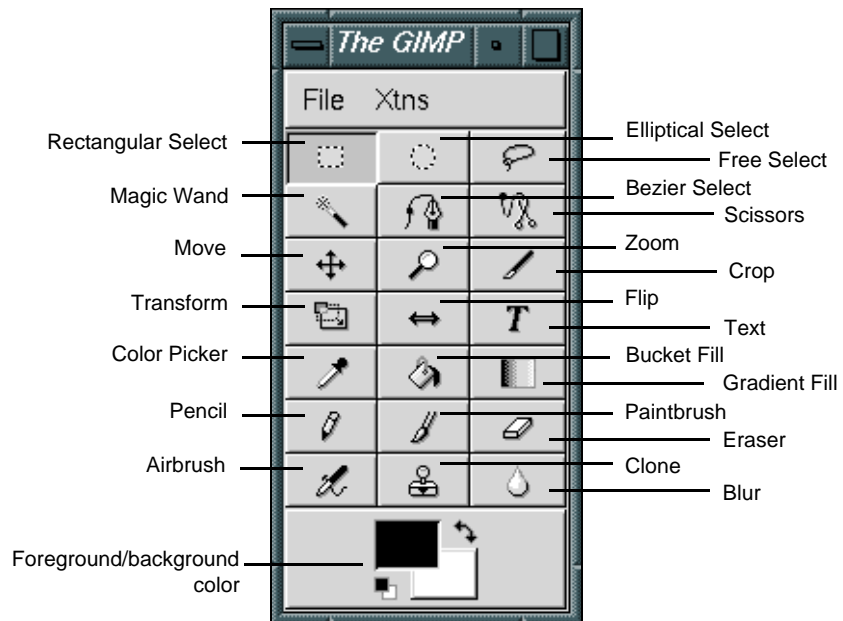 The GIMP
File Xtns
Rectangular Select
Elliptical Select
Free Select
Magic Wand
Bezier Select
Scissors
Move
Zoom
Crop
Transform
Flip
Text
T
Color Picker
Bucket Fill
Gradient Fill
Pencil
Paintbrush
Eraser
Airbrush
Clone
Blur
Foreground/background
color